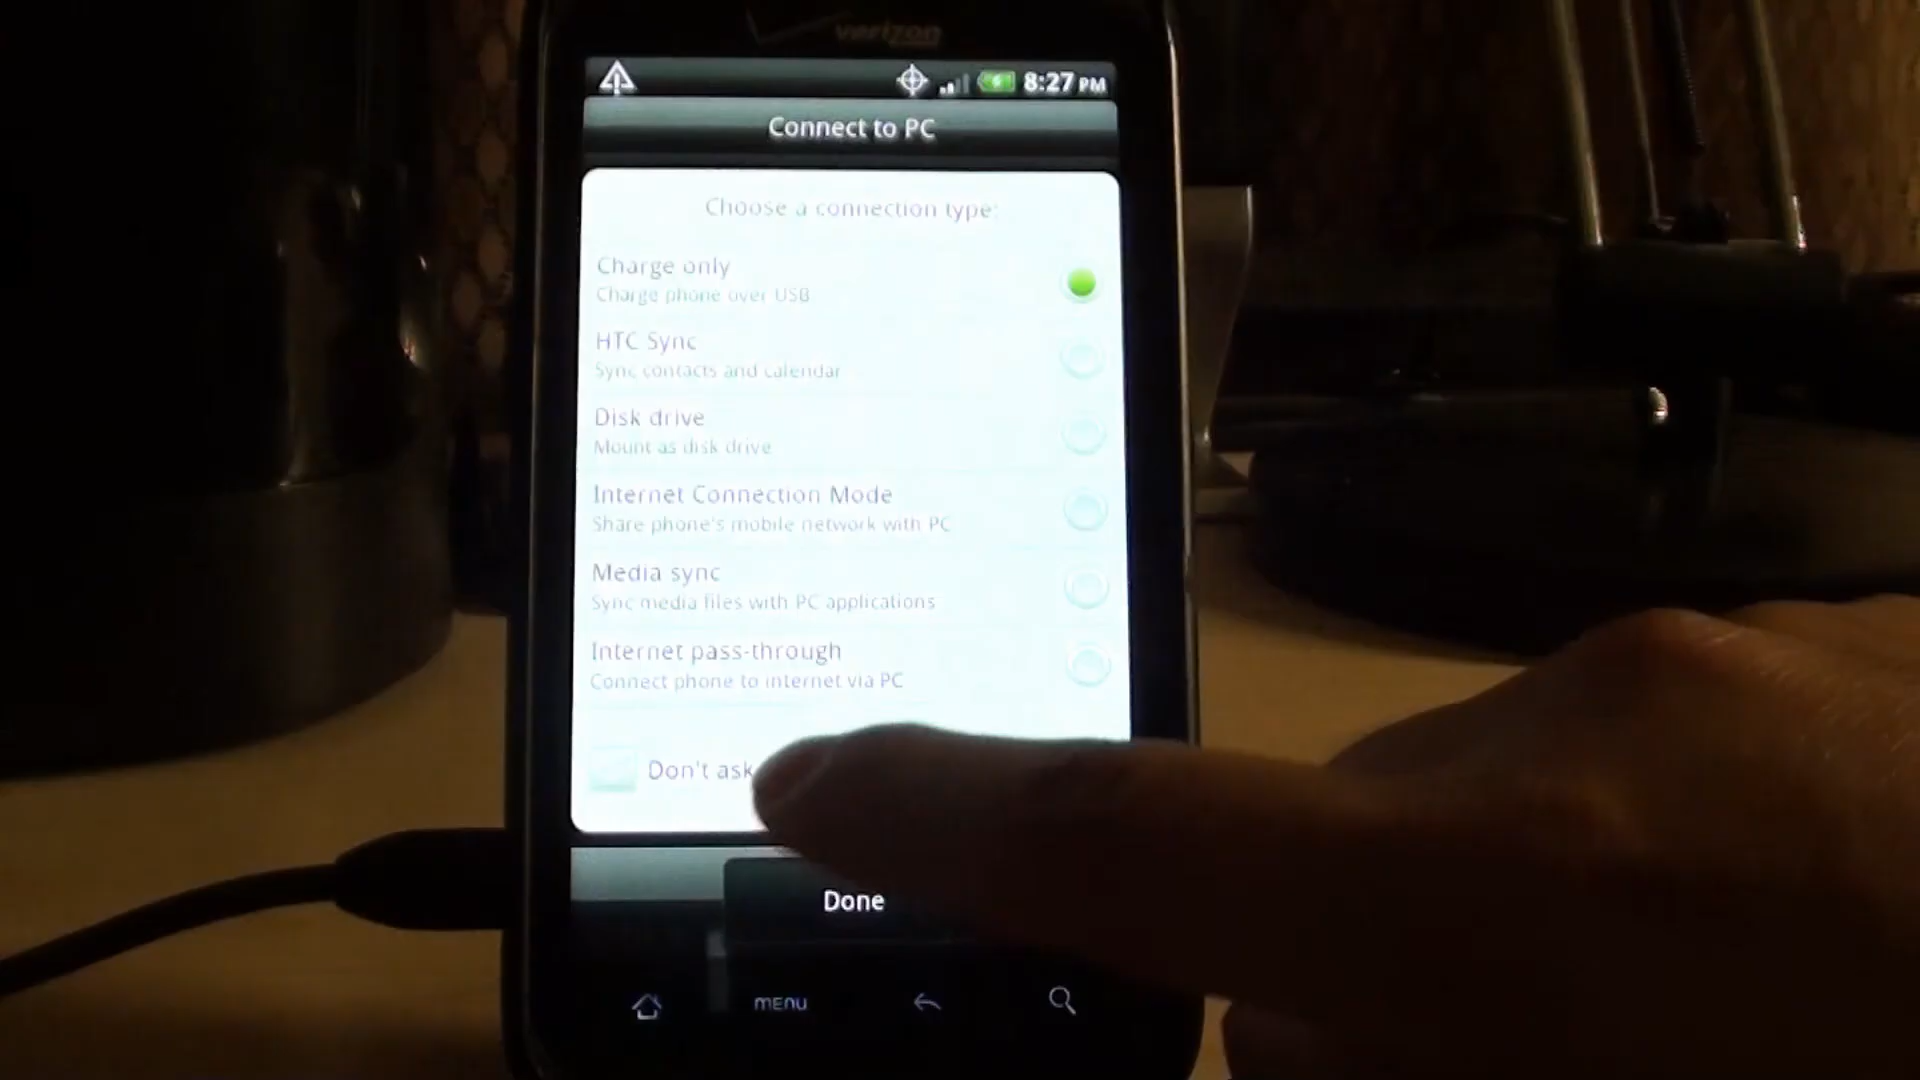 verizon
8:27 PM
Connect to PC
Choose a connection type:
Charge only
Charge phone over USB
HTC Sync
Sync contacts and calendar
Disk drive
Mount as disk drive
Internet Connection Mode
Share phone's mobile network with PC
Media sync
Sync media files with PC applications
Internet pass-through
Connect phone to internet via PC
Don't ask
Done
MENU